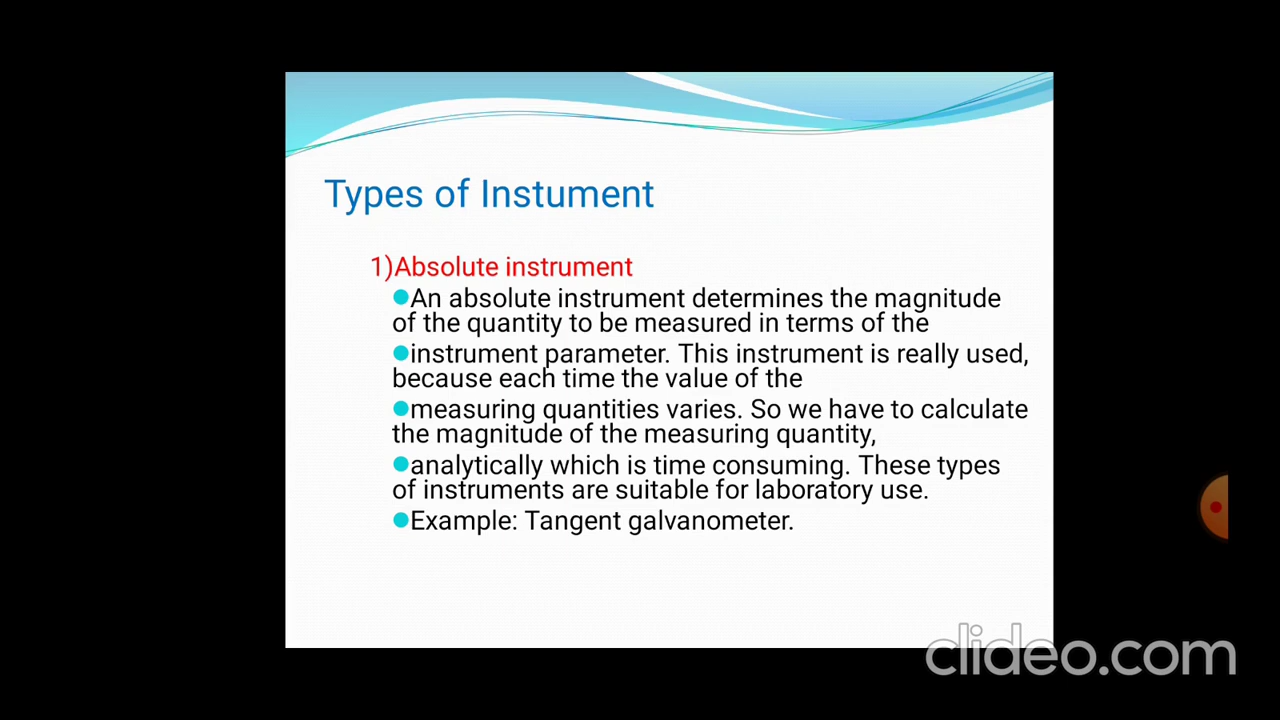 Types of Instument
1)Absolute instrument
An absolute instrument determines the magnitude
of the quantity to be measured in terms of the
instrument parameter. This instrument is really used,
because each time the value of the
measuring quantities varies. So we have to calculate
the magnitude of the measuring quantity,
analytically which is time consuming. These types
of instruments are suitable for laboratory use.
Example: Tangent galvanometer.
clideo.com